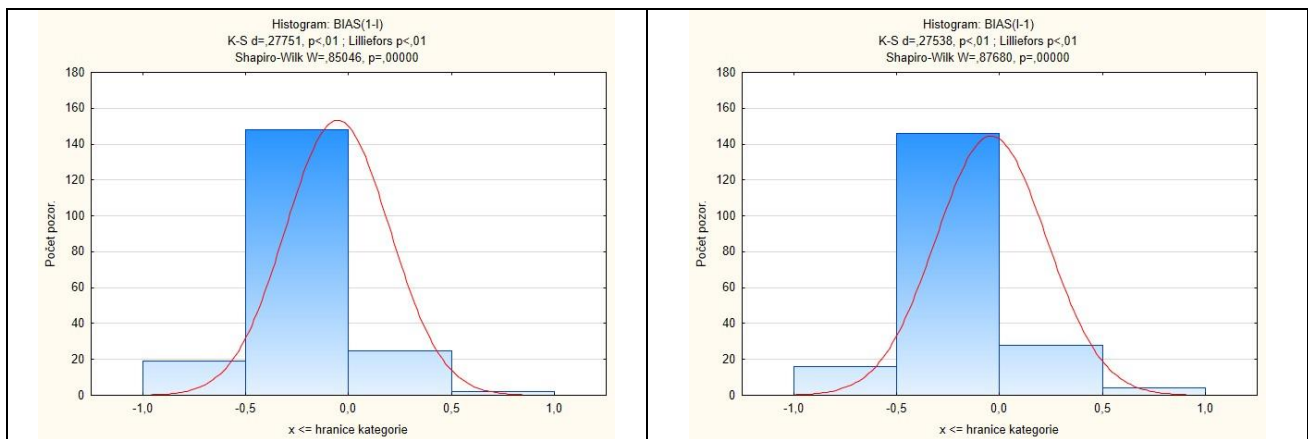 Histogram: BIAS(1-I)
K-S d=,27751, p<,01 ; Lilliefors p<,01
Shapiro-Wilk W=,85046, p=,00000
180
160
140
120
100
80
60
40
20
0
Počet pozor.
-1,0 -0,5 0,0 0,5 1,0
x <= hranice kategorie
Histogram: BIAS(I-1)
K-S d=,27538, p<,01 ; Lilliefors p<,01
Shapiro-Wilk W=,87680, p=,00000
180
160
140
120
100
80
60
40
20
0
Počet pozor.
-1,0 -0,5 0,0 0,5 1,0
x <= hranice kategorie